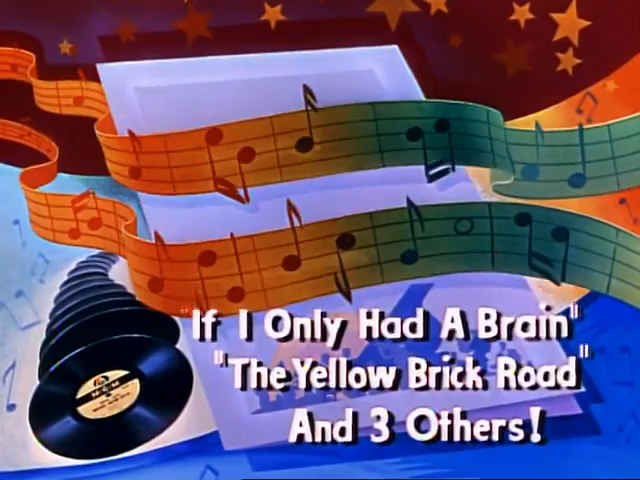 "If I Only Had A Brain"
"The Yellow Brick Road"
And 3 Others!
M-G-M